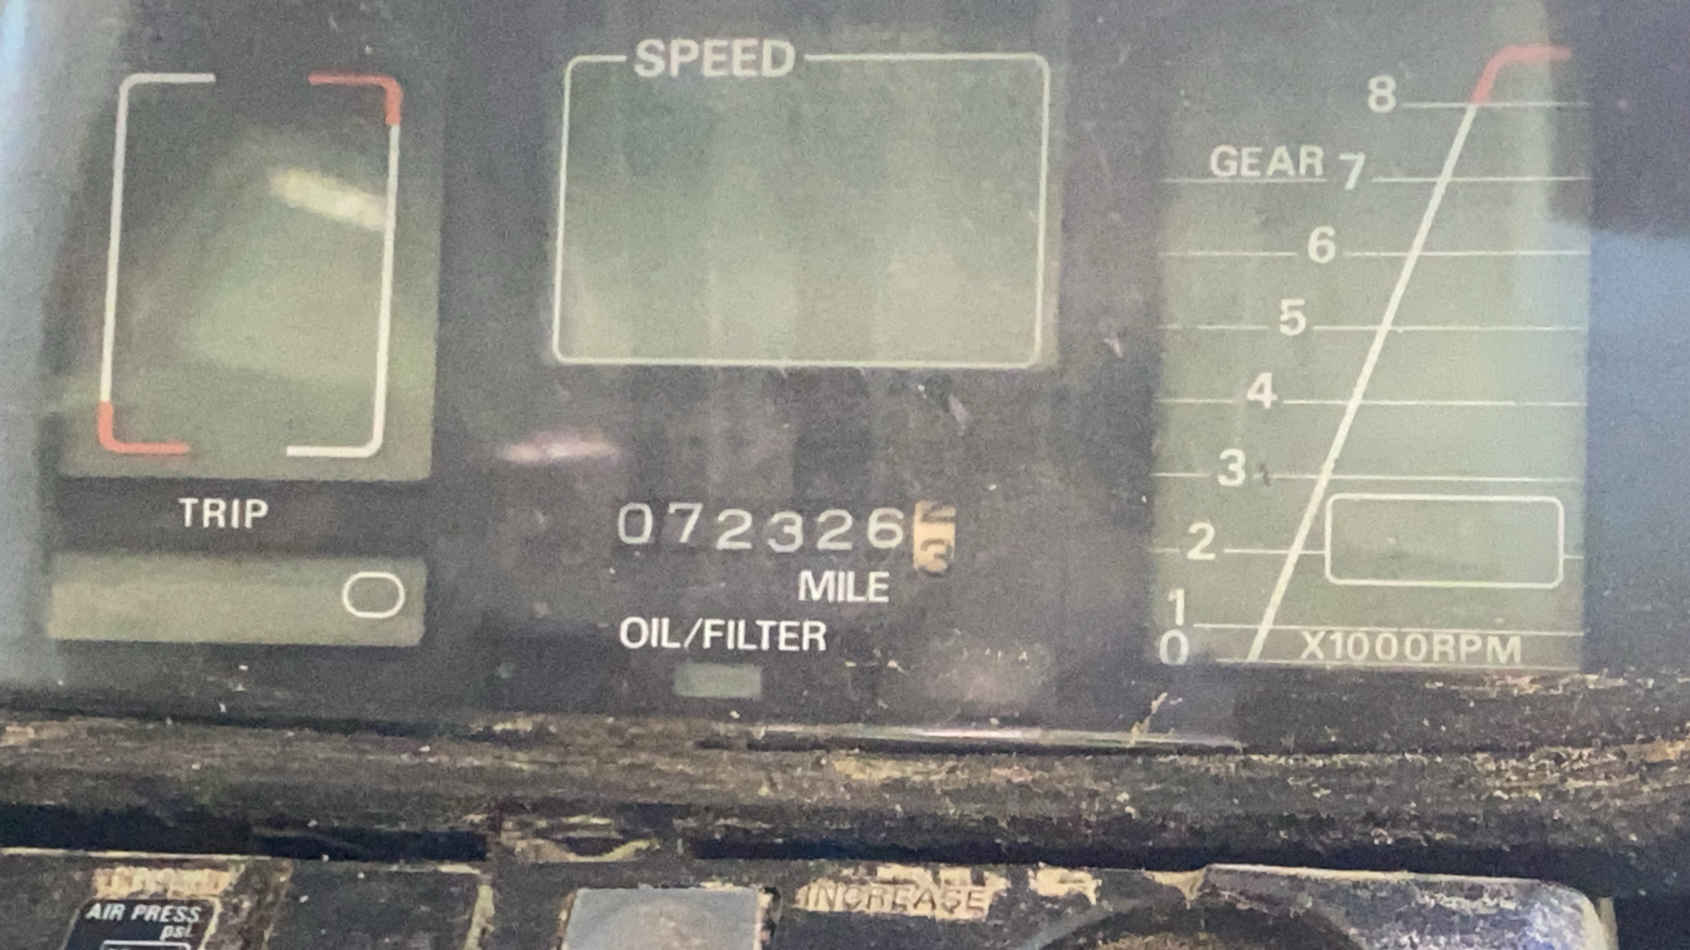 SPEED
8
GEAR 7
6
5
4
3
TRIP
072326
2
MILE
1
OIL/FILTER
0 X1000RPM
INCREASE
AIR PRESS
psi